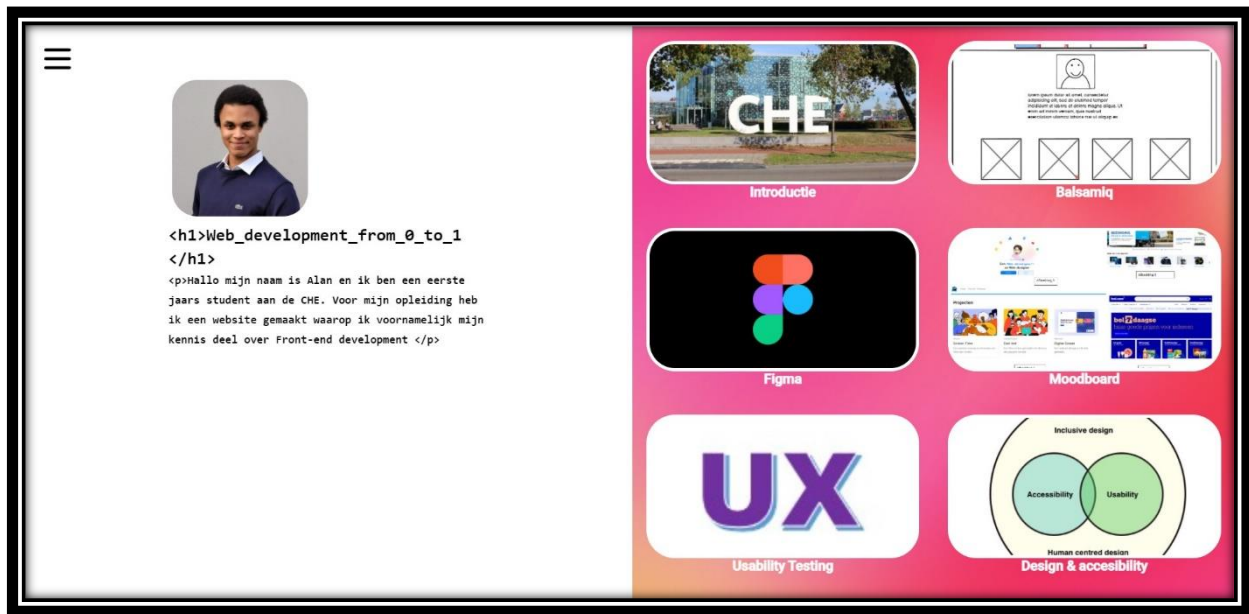 <h1>Web_development_from_0_to_1
</h1>
<p>Hallo mijn naam is Alan en ik ben een eerste
jaars student aan de CHE. Voor mijn opleiding heb
ik een website gemaakt waarop ik voornamelijk mijn
kennis deel over Front-end development </p>
CHE
Introductie
Balsamiq
Figma
Projecten
Moodboard
UX
Usability Testing
Inclusive design
Accessibility
Usability
Human centred design
Design & accesibility